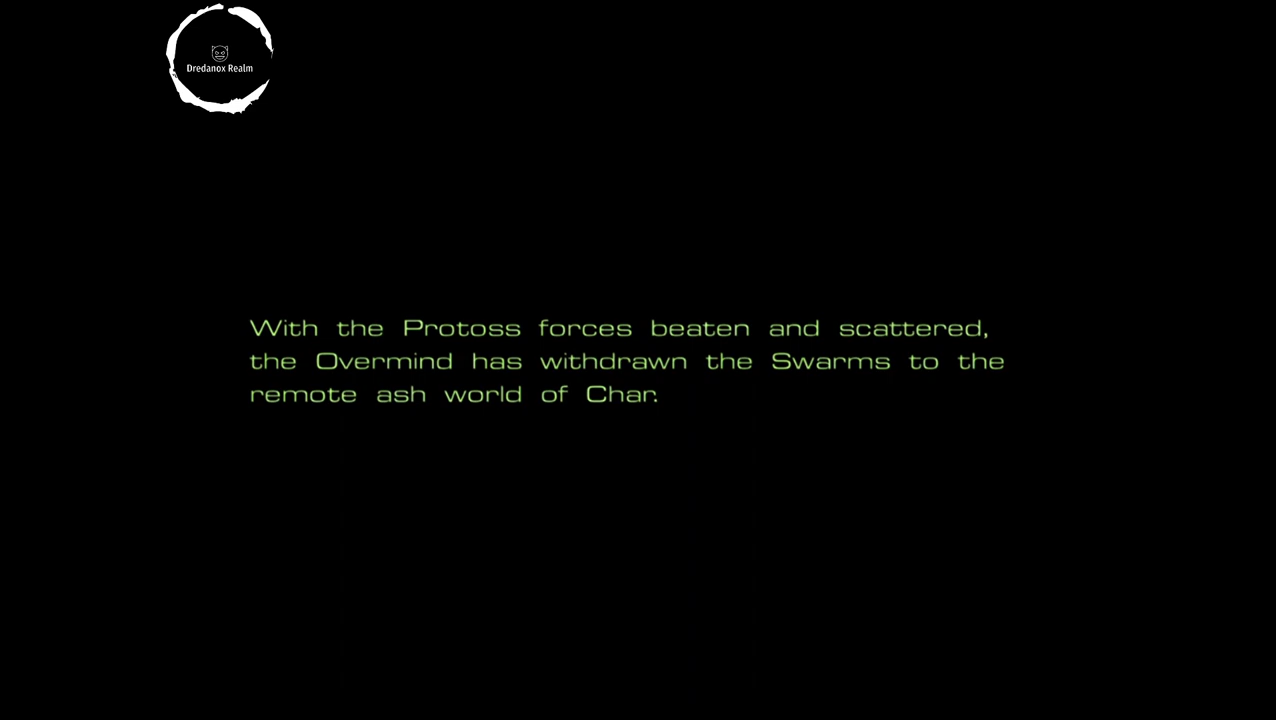 Dredanox Realm
With the Protoss forces beaten and scattered,
the Overmind has withdrawn the Swarms to the
remote ash world of Char.